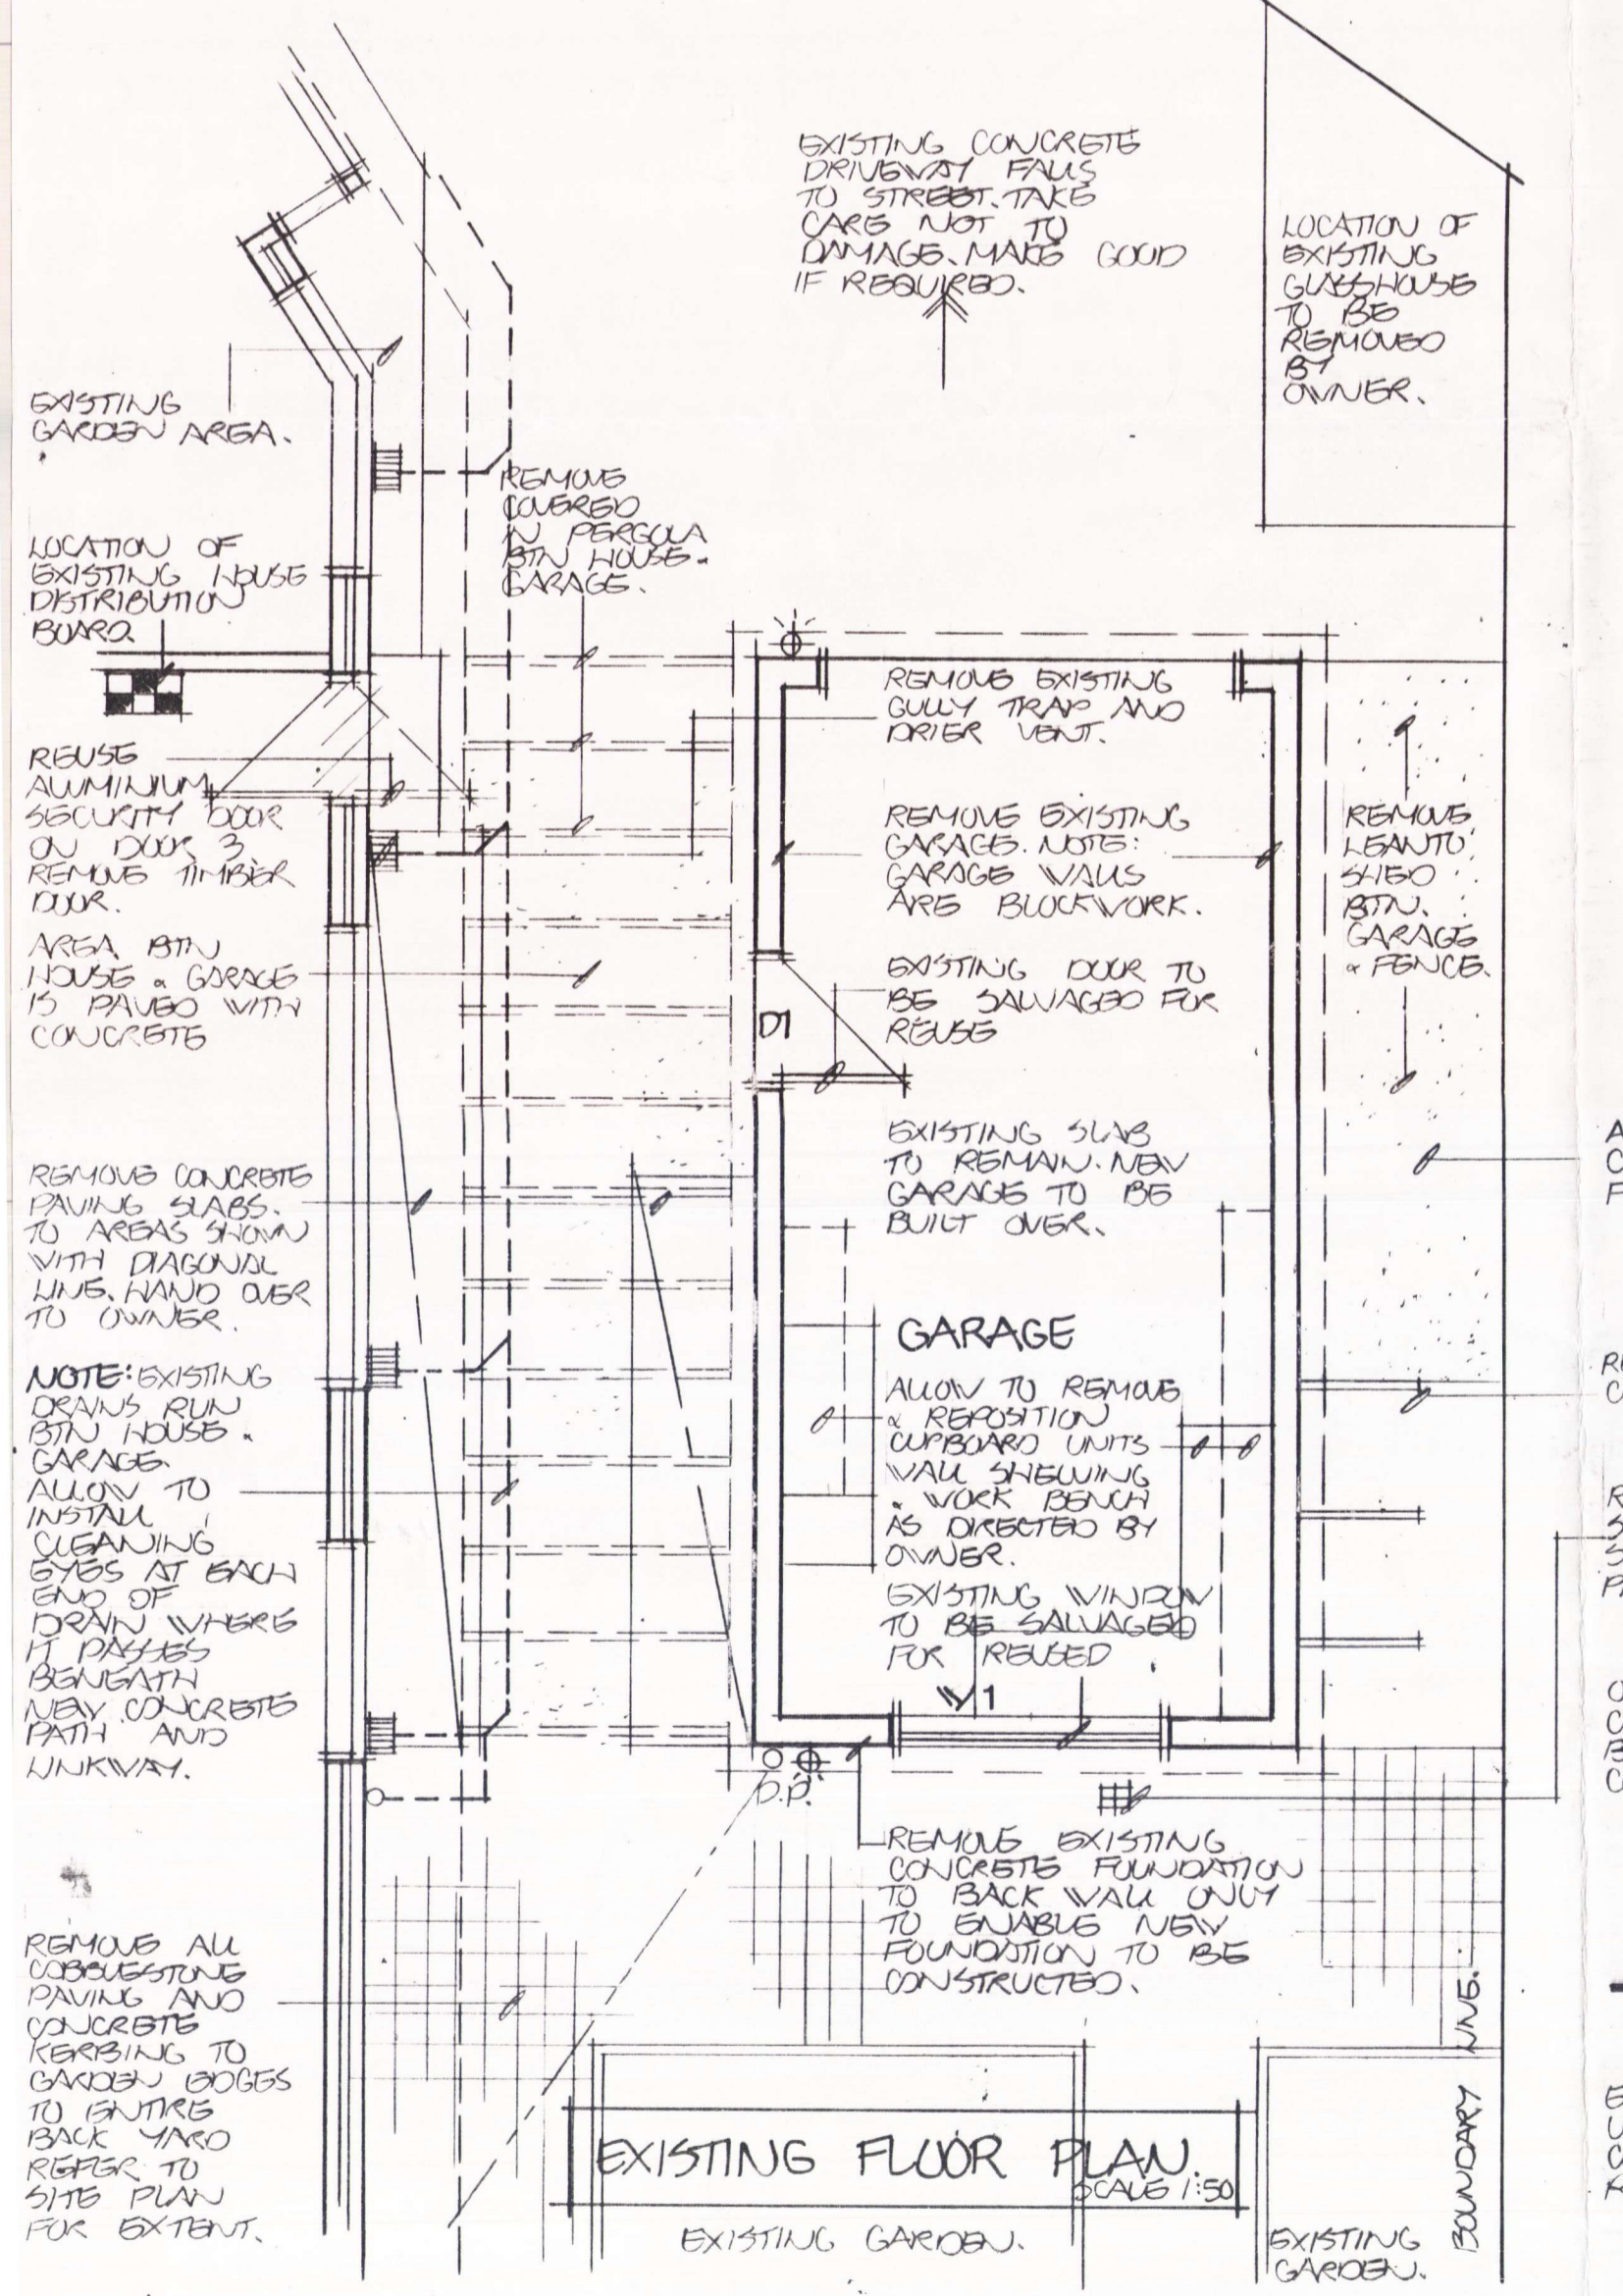 EXISTING CONCRETE
DRIVEWAY FALLS
TO STREET. TAKE
CARE NOT TO
DAMAGE. MAKE GOOD
IF REQUIRED.
LOCATION OF
EXISTING
GLASSHOUSE
TO BE
REMOVED
BY
OWNER.
EXISTING
GARDEN AREA.
REMOVE
COVERED
IN PERGOLA
BTN HOUSE &
GARAGE.
LOCATION OF
EXISTING HOUSE
DISTRIBUTION
BOARD.
REMOVE EXISTING
GULLY TRAP AND
DRIER VENT.
REUSE
ALUMINIUM
SECURITY DOOR
ON DOOR 3
REMOVE TIMBER
DOOR.
REMOVE EXISTING
GARAGE. NOTE:
GARAGE WALLS
ARE BLOCKWORK.
REMOVE
LEANTO
SHED
BTN.
GARAGE
& FENCE.
AREA BTN
HOUSE & GARAGE
IS PAVED WITH
CONCRETE
EXISTING DOOR TO
BE SALVAGED FOR
REUSE
D1
EXISTING SLAB
TO REMAIN. NEW
GARAGE TO BE
BUILT OVER.
REMOVE CONCRETE
PAVING SLABS.
TO AREAS SHOWN
WITH DIAGONAL
LINE. HAND OVER
TO OWNER.
GARAGE
NOTE: EXISTING
DRAINS RUN
BTN HOUSE &
GARAGE.
ALLOW TO
INSTALL
CLEANING
EYES AT EACH
END OF
DRAIN WHERE
IT PASSES
BENEATH
NEW CONCRETE
PATH AND
LINKWAY.
ALLOW TO REMOVE
& REPOSITION
CUPBOARD UNITS
WALL SHELVING
& WORK BENCH
AS DIRECTED BY
OWNER.
EXISTING WINDOW
TO BE SALVAGED
FOR REUSED
W1
D.P.
REMOVE EXISTING
CONCRETE FOUNDATION
TO BACK WALL ONLY
TO ENABLE NEW
FOUNDATION TO BE
CONSTRUCTED.
REMOVE ALL
COBBLESTONE
PAVING AND
CONCRETE
KERBING TO
GARDEN EDGES
TO ENTIRE
BACK YARD
REFER TO
SITE PLAN
FOR EXTENT.
BOUNDARY LINE.
EXISTING FLOOR PLAN.
SCALE 1:50
EXISTING GARDEN.
EXISTING
GARDEN.